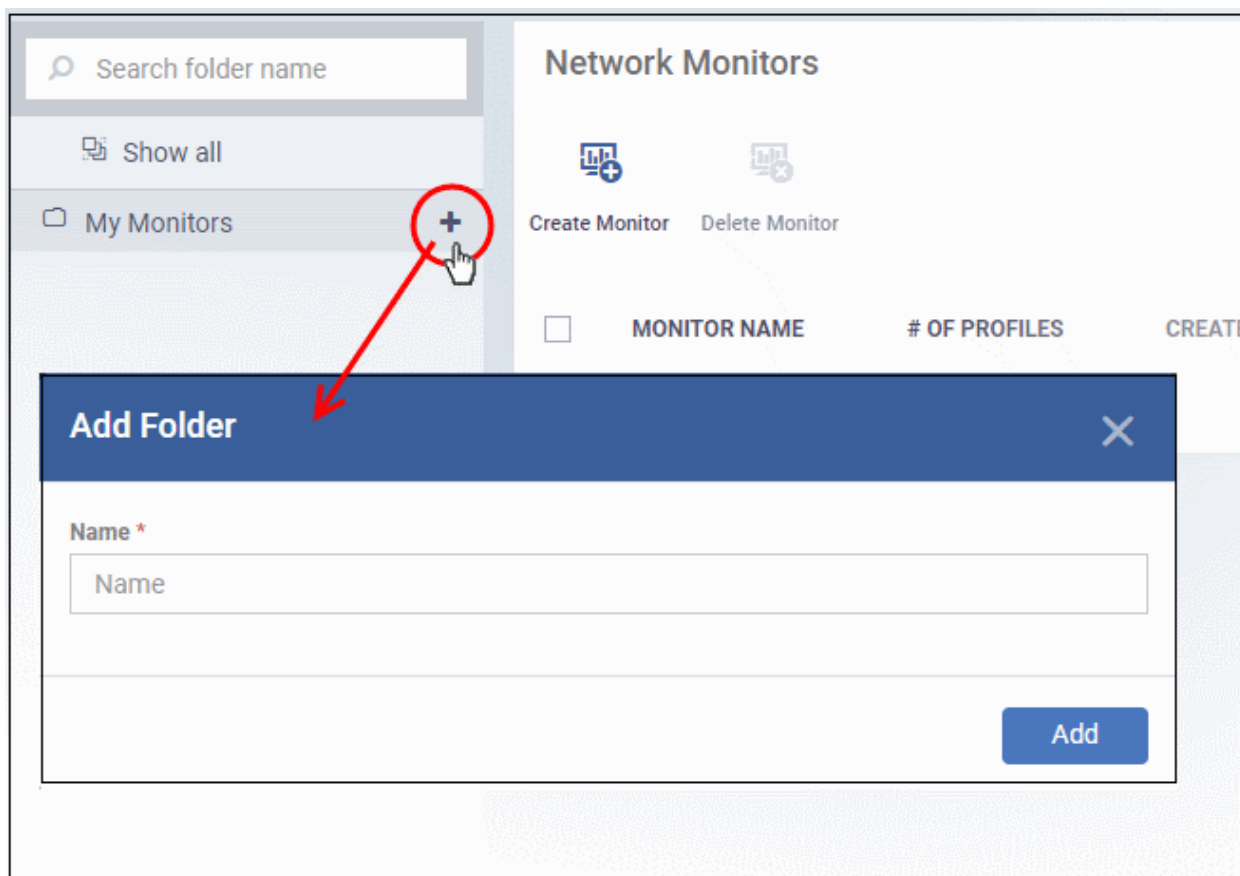 Search folder name
Show all
My Monitors
Network Monitors
Create Monitor
Delete Monitor
MONITOR NAME # OF PROFILES CREATE
Add Folder
Name *
Name
Add